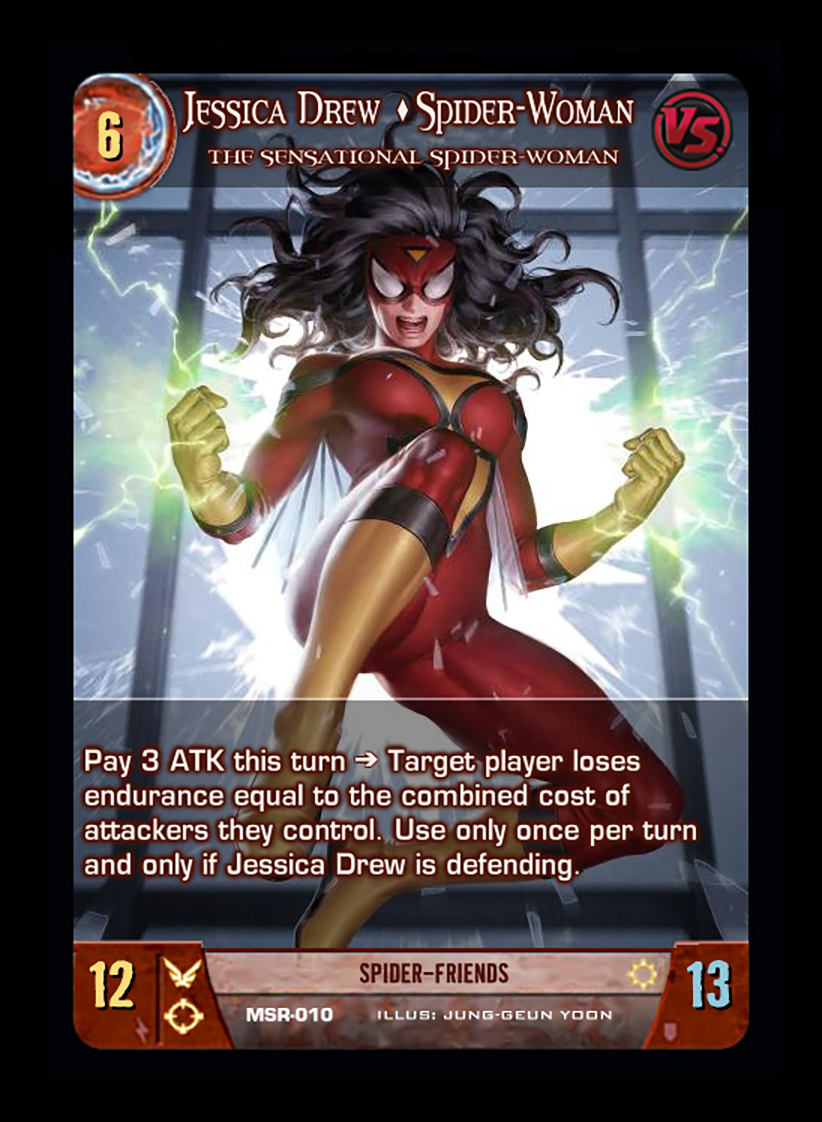 6
Jessica Drew ♦ Spider-Woman
VS.
The Sensational Spider-Woman
Pay 3 ATK this turn → Target player loses
endurance equal to the combined cost of
attackers they control. Use only once per turn
and only if Jessica Drew is defending.
12
SPIDER-FRIENDS
13
MSR-010 ILLUS: JUNG-GEUN YOON